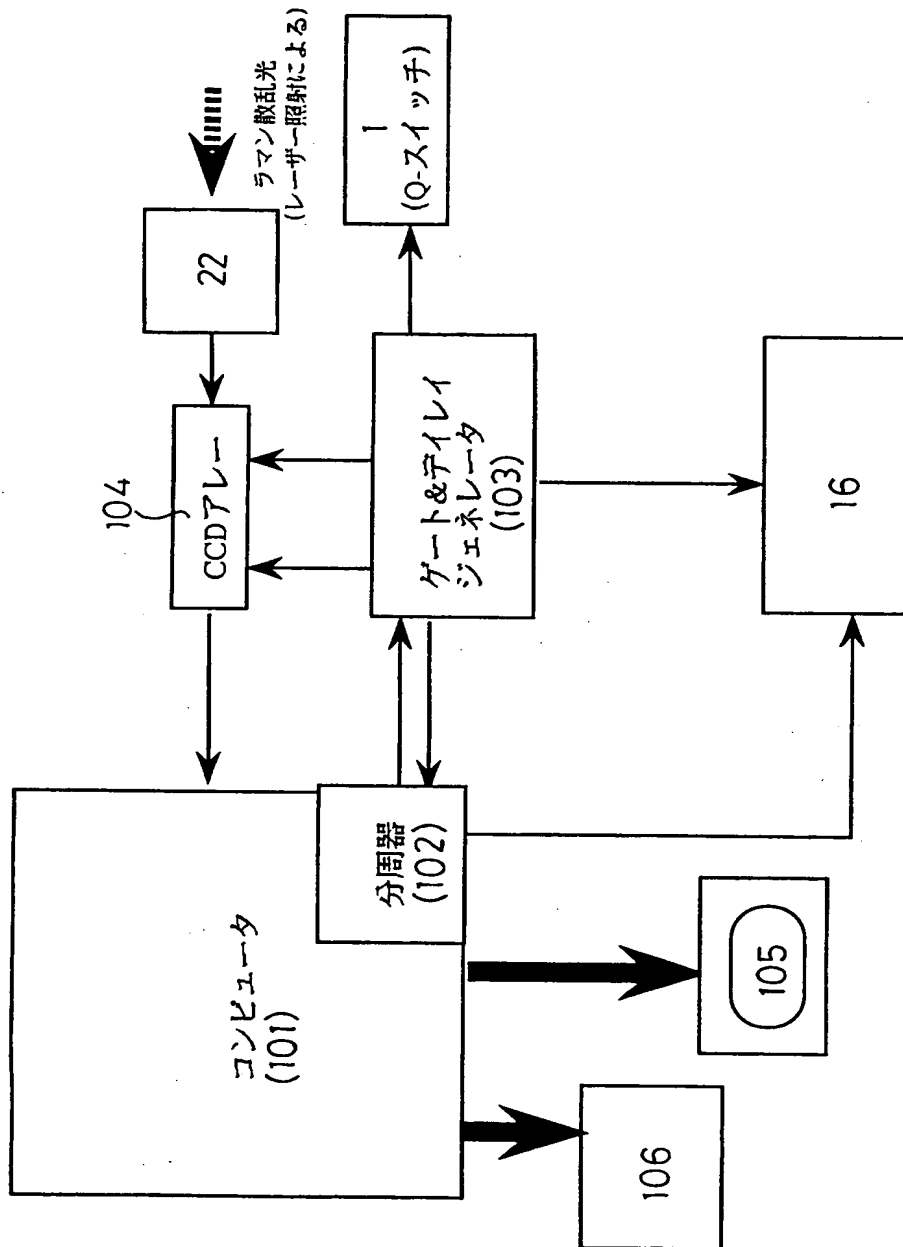 コンピュータ
(101)
分周器
(102)
104
CCDアレー
22
ラマン散乱光
(レーザー照射による)
ゲート&ディレイ
ジェネレータ
(103)
1
(Q-スイッチ)
106
105
16